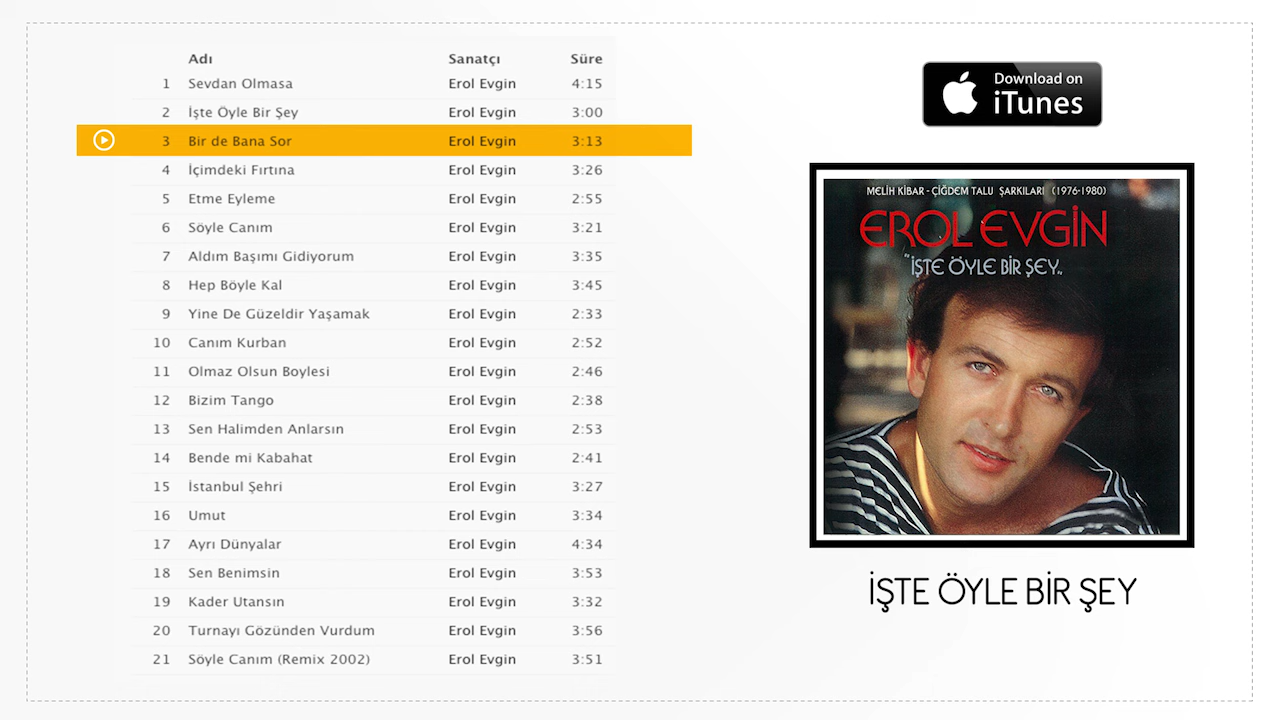 Adı Sanatçı Süre
1 Sevdan Olmasa Erol Evgin 4:15
2 İşte Öyle Bir Şey Erol Evgin 3:00
3 Bir de Bana Sor Erol Evgin 3:13
4 İçimdeki Fırtına Erol Evgin 3:26
5 Etme Eyleme Erol Evgin 2:55
6 Söyle Canım Erol Evgin 3:21
7 Aldım Başımı Gidiyorum Erol Evgin 3:35
8 Hep Böyle Kal Erol Evgin 3:45
9 Yine De Güzeldir Yaşamak Erol Evgin 2:33
10 Canım Kurban Erol Evgin 2:52
11 Olmaz Olsun Boylesi Erol Evgin 2:46
12 Bizim Tango Erol Evgin 2:38
13 Sen Halimden Anlarsın Erol Evgin 2:53
14 Bende mi Kabahat Erol Evgin 2:41
15 İstanbul Şehri Erol Evgin 3:27
16 Umut Erol Evgin 3:34
17 Ayrı Dünyalar Erol Evgin 4:34
18 Sen Benimsin Erol Evgin 3:53
19 Kader Utansın Erol Evgin 3:32
20 Turnayı Gözünden Vurdum Erol Evgin 3:56
21 Söyle Canım (Remix 2002) Erol Evgin 3:51
Download on
iTunes
MELİH KİBAR - ÇİĞDEM TALU ŞARKILARI (1976-1980)
EROL EVGİN
"İŞTE ÖYLE BİR ŞEY„
İŞTE ÖYLE BİR ŞEY